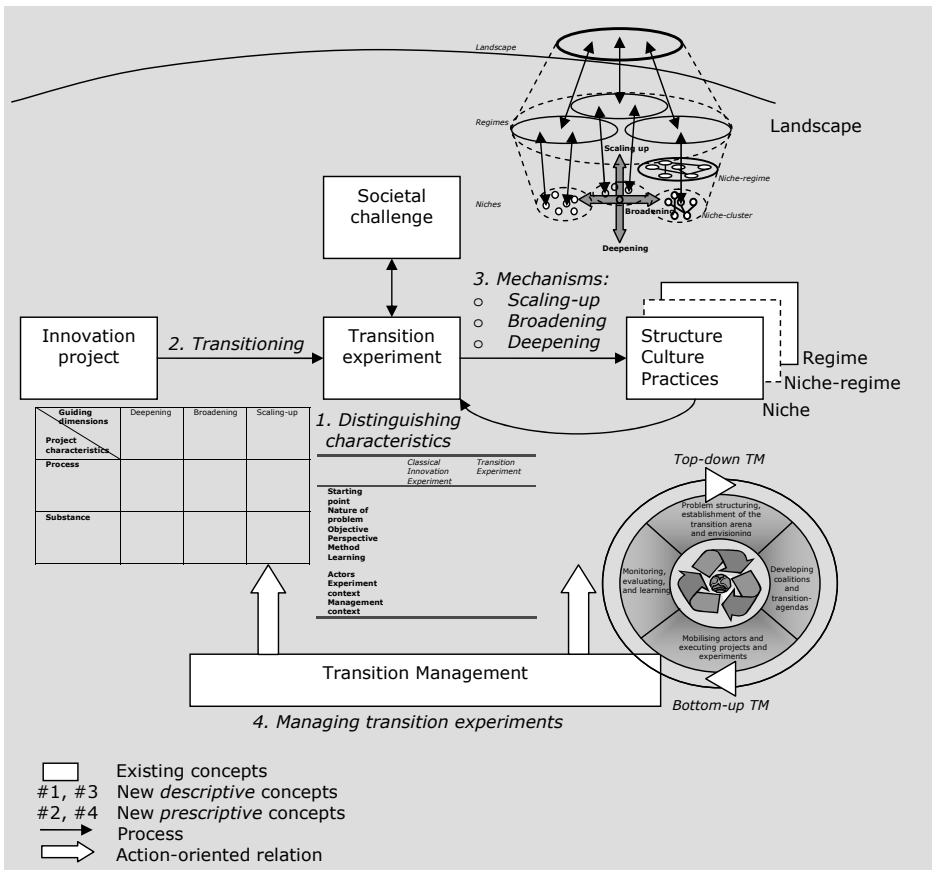 Landscape
Regimes
Landscape
Scaling up
Niche-regime
Niches
Broadening
Niche-cluster
Deepening
Societal
challenge
3. Mechanisms:
o Scaling-up
o Broadening
o Deepening
Innovation
project
2. Transitioning
Transition
experiment
Structure
Culture
Practices
Regime
Niche-regime
Niche
Guiding
dimensions
Project
characteristics
Deepening
Broadening
Scaling-up
Process
Substance
1. Distinguishing
characteristics
Classical
Innovation
Experiment
Transition
Experiment
Starting
point
Nature of
problem
Objective
Perspective
Method
Learning
Actors
Experiment
context
Management
context
Top-down TM
Problem structuring,
establishment of the
transition arena
and envisioning
Monitoring,
evaluating,
and learning
Developing
coalitions
and
transition-
agendas
Mobilising actors and
executing projects and
experiments
Bottom-up TM
Transition Management
4. Managing transition experiments
Existing concepts
#1, #3 New descriptive concepts
#2, #4 New prescriptive concepts
Process
Action-oriented relation